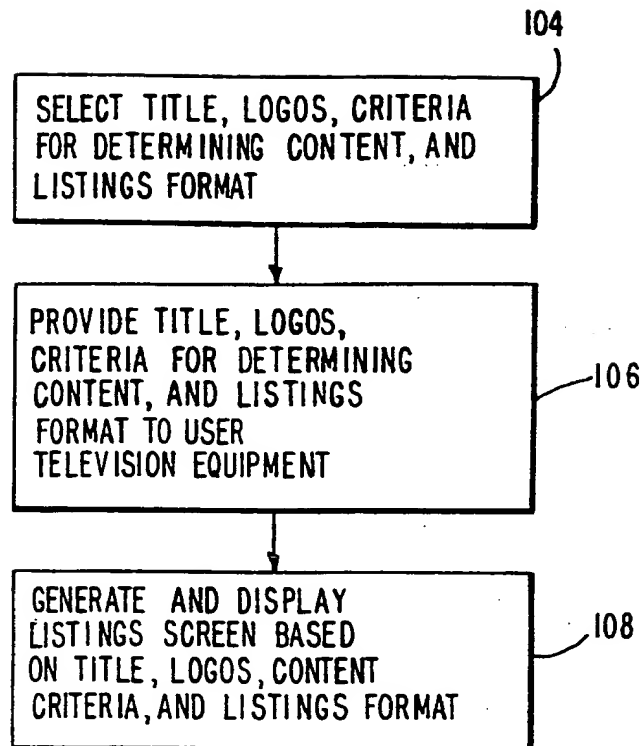 104
SELECT TITLE, LOGOS, CRITERIA
FOR DETERMINING CONTENT, AND
LISTINGS FORMAT
PROVIDE TITLE, LOGOS,
CRITERIA FOR DETERMINING
CONTENT, AND LISTINGS
FORMAT TO USER
TELEVISION EQUIPMENT
106
GENERATE AND DISPLAY
LISTINGS SCREEN BASED
ON TITLE, LOGOS, CONTENT
CRITERIA, AND LISTINGS FORMAT
108